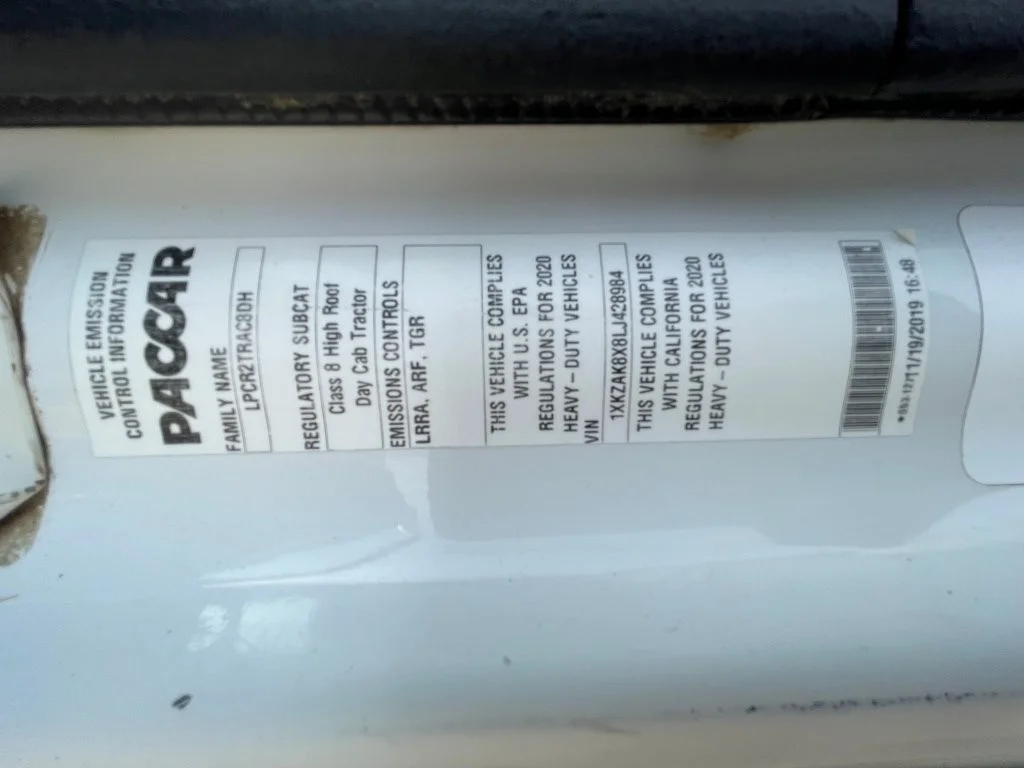 VEHICLE EMISSION
CONTROL INFORMATION
PACCAR
FAMILY NAME
LPCR2TRAC8DH
REGULATORY SUBCAT
Class 8 High Roof
Day Cab Tractor
EMISSIONS CONTROLS
LRRA, ARF, TGR
THIS VEHICLE COMPLIES
WITH U.S. EPA
REGULATIONS FOR 2020
HEAVY-DUTY VEHICLES
VIN
1XKZAK8X8LJ428984
THIS VEHICLE COMPLIES
WITH CALIFORNIA
REGULATIONS FOR 2020
HEAVY-DUTY VEHICLES
11/19/2019 16:48